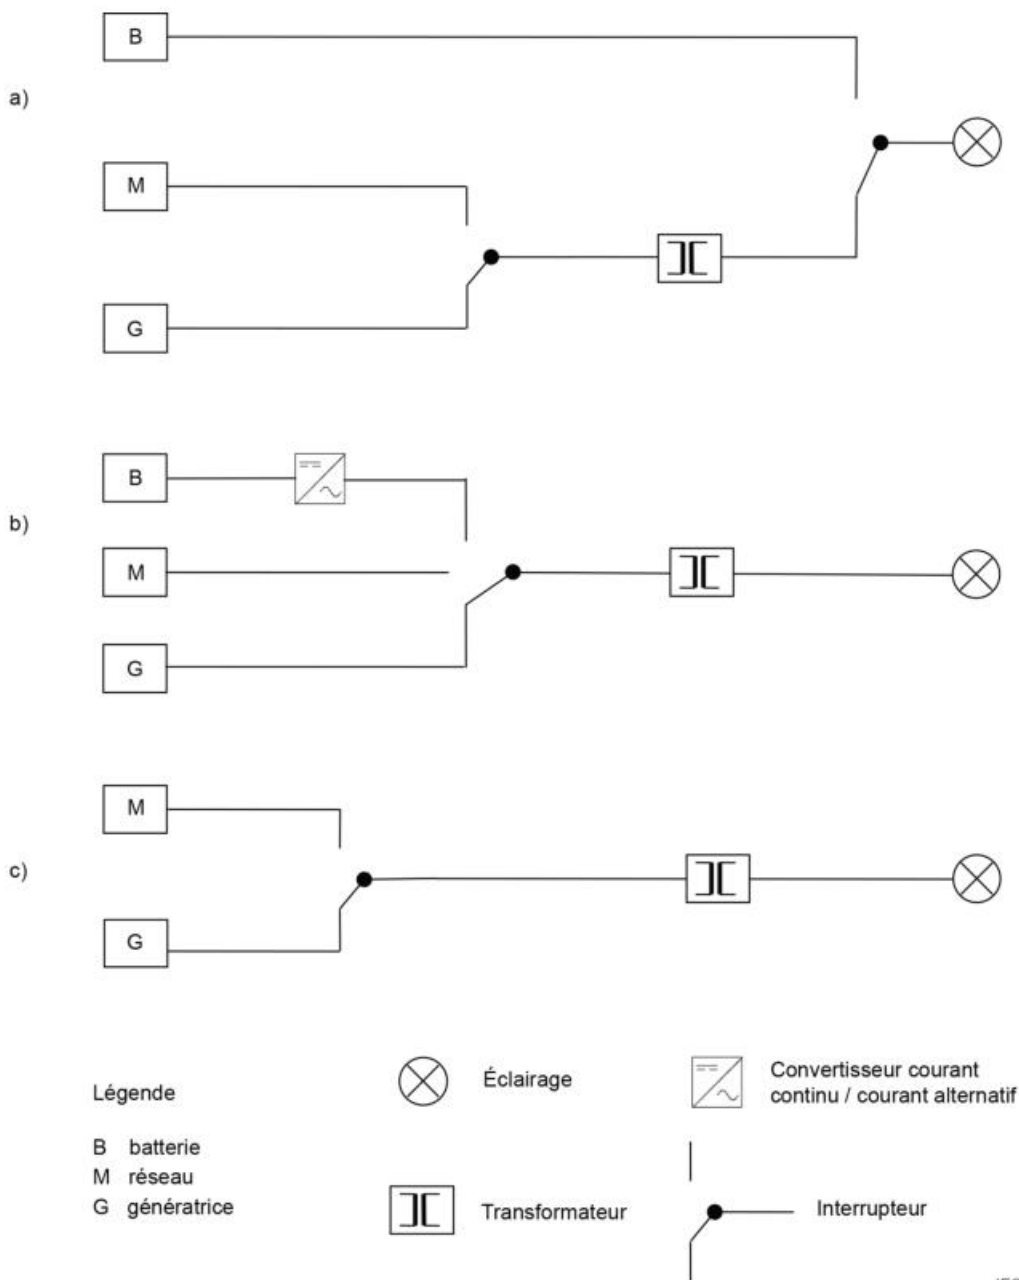 B
a)
M
G
B
b)
M
G
M
c)
G
Légende
B batterie
M réseau
G génératrice
Éclairage
Transformateur
Convertisseur courant
continu / courant alternatif
Interrupteur